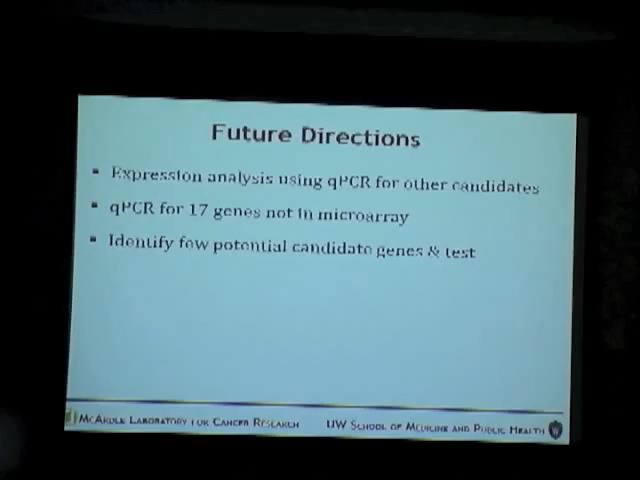 Future Directions
▪ Expression analysis using qPCR for other candidates
▪ qPCR for 17 genes not in microarray
▪ Identify few potential candidate genes & test
McArdle Laboratory for Cancer Research UW School of Medicine and Public Health